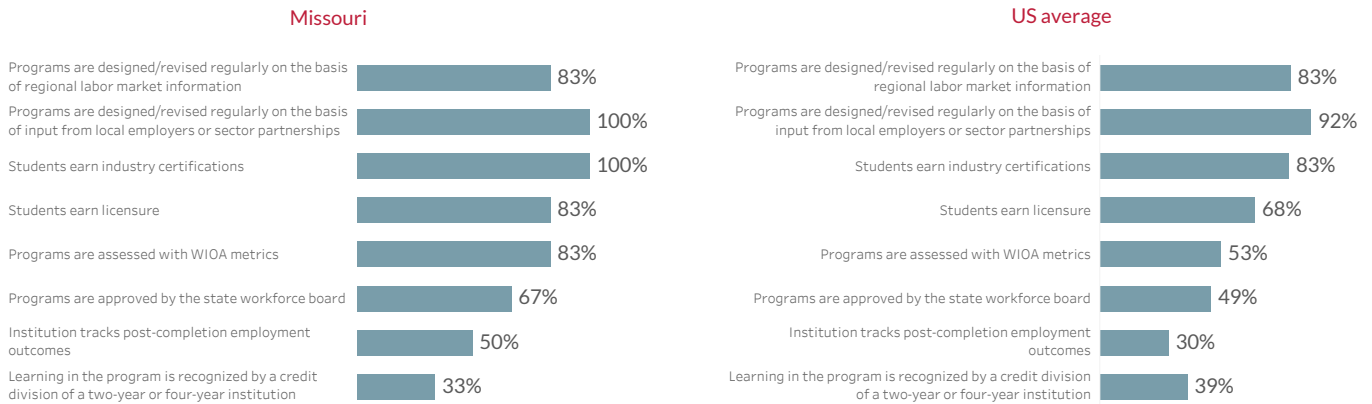 Missouri
Programs are designed/revised regularly on the basis
of regional labor market information
83%
Programs are designed/revised regularly on the basis
of input from local employers or sector partnerships
100%
Students earn industry certifications
100%
Students earn licensure
83%
Programs are assessed with WIOA metrics
83%
Programs are approved by the state workforce board
67%
Institution tracks post-completion employment
outcomes
50%
Learning in the program is recognized by a credit
division of a two-year or four-year institution
33%
US average
Programs are designed/revised regularly on the basis of
regional labor market information
83%
Programs are designed/revised regularly on the basis of
input from local employers or sector partnerships
92%
Students earn industry certifications
83%
Students earn licensure
68%
Programs are assessed with WIOA metrics
53%
Programs are approved by the state workforce board
49%
Institution tracks post-completion employment
outcomes
30%
Learning in the program is recognized by a credit division
of a two-year or four-year institution
39%